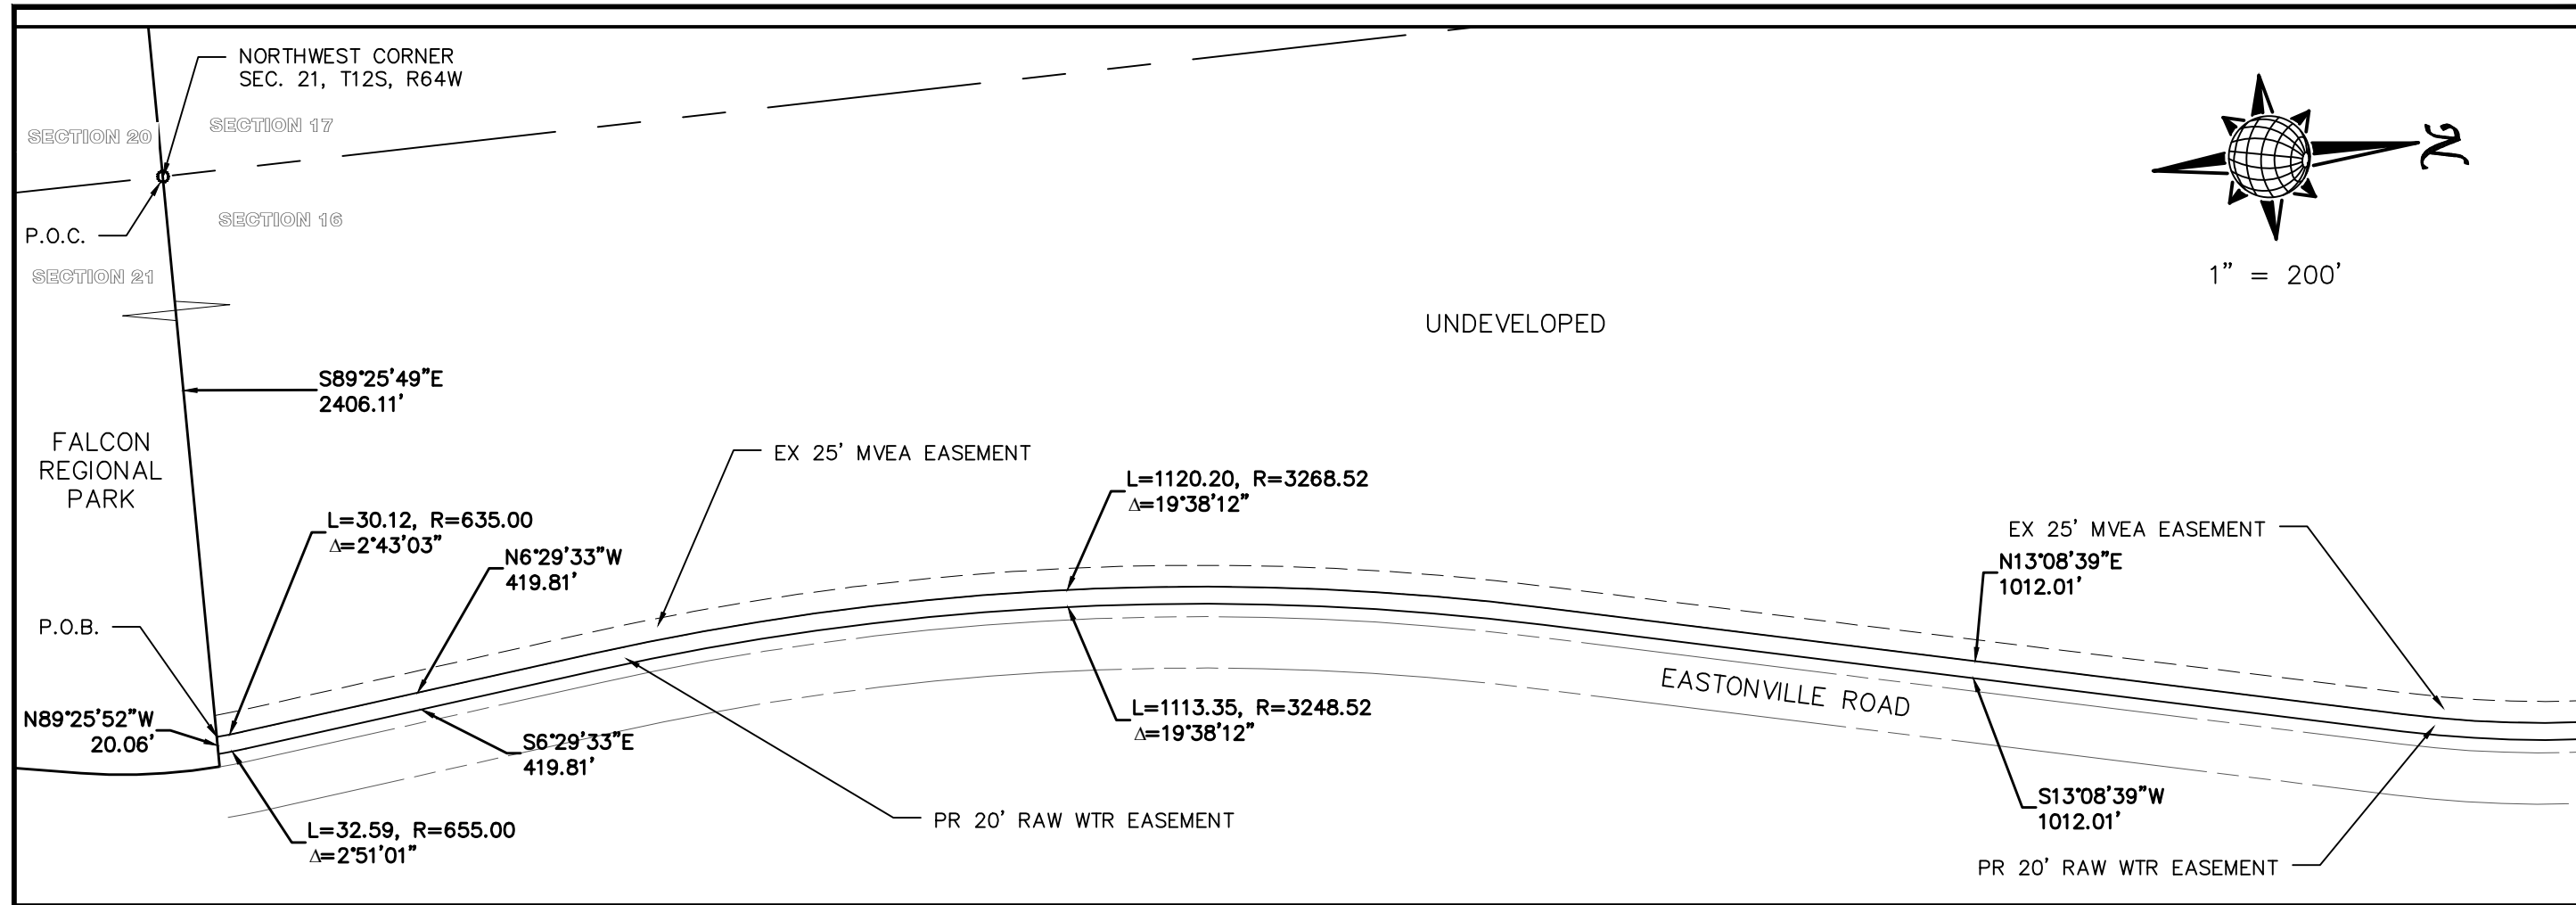 NORTHWEST CORNER
SEC. 21, T12S, R64W
SECTION 20
SECTION 17
SECTION 16
P.O.C.
SECTION 21
N
1" = 200'
UNDEVELOPED
S89°25'49"E
2406.11'
FALCON
REGIONAL
PARK
EX 25' MVEA EASEMENT
L=1120.20, R=3268.52
Δ=19°38'12"
L=30.12, R=635.00
Δ=2°43'03"
N6°29'33"W
419.81'
EX 25' MVEA EASEMENT
N13°08'39"E
1012.01'
P.O.B.
N89°25'52"W
20.06'
EASTONVILLE ROAD
L=1113.35, R=3248.52
Δ=19°38'12"
S6°29'33"E
419.81'
S13°08'39"W
1012.01'
L=32.59, R=655.00
Δ=2°51'01"
PR 20' RAW WTR EASEMENT
PR 20' RAW WTR EASEMENT